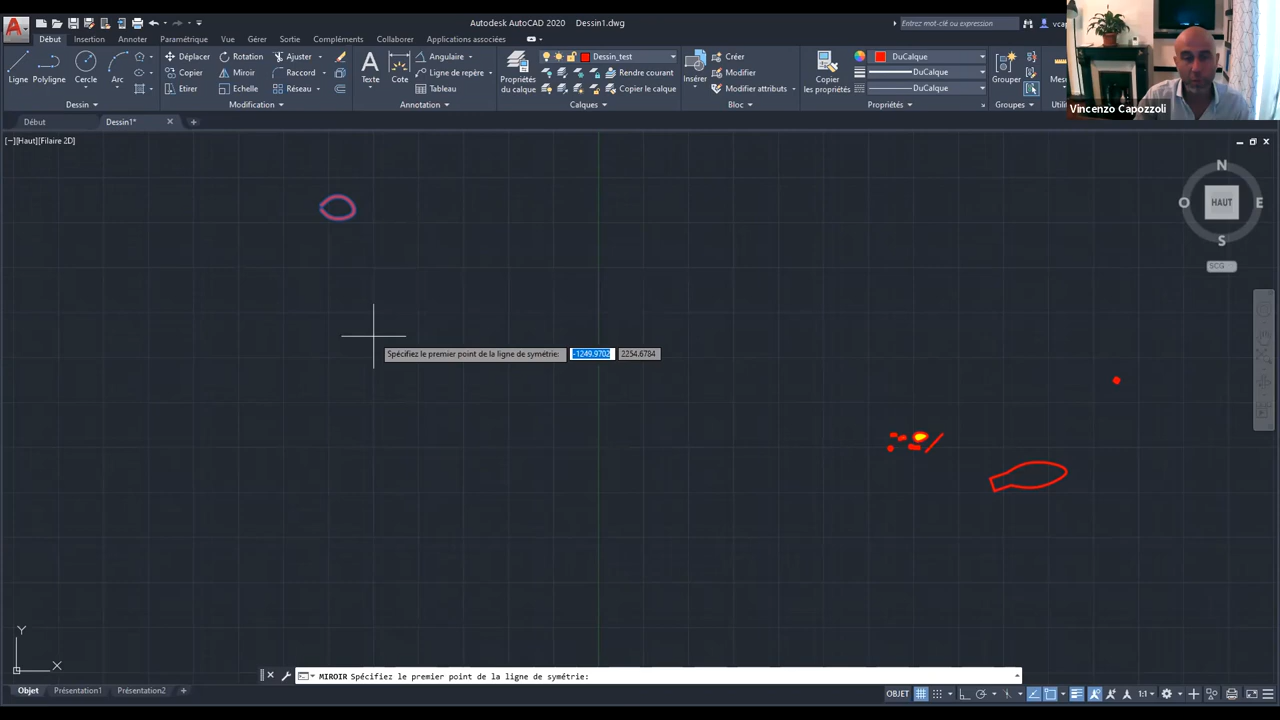 Autodesk AutoCAD 2020 Dessin1.dwg
Entrez mot-clé ou expression
Début Insertion Annoter Paramétrique Vue Gérer Sortie Compléments Collaborer Express Tools Applications associées
Ligne Polyligne Cercle Arc
Déplacer Rotation Ajuster
Copier Miroir Raccord
Etirer Echelle Réseau
Texte Cote
Angulaire
Ligne de repère
Tableau
Propriétés du calque
Dessin_test
Rendre courant
Copier le calque
Insérer
Créer
Modifier
Modifier attributs
Copier les propriétés
DuCalque
DuCalque
DuCalque
Grouper
Dessin Modification Annotation Calques Bloc Propriétés Groupes
Vincenzo Capozzoli
Début Dessin1*
[−][Haut][Filaire 2D]
N
O HAUT E
S
SCG
Spécifiez le premier point de la ligne de symétrie: -1249.9702 2254.6784
Y
X
MIROIR Spécifiez le premier point de la ligne de symétrie:
Objet Présentation1 Présentation2
OBJET
1:1